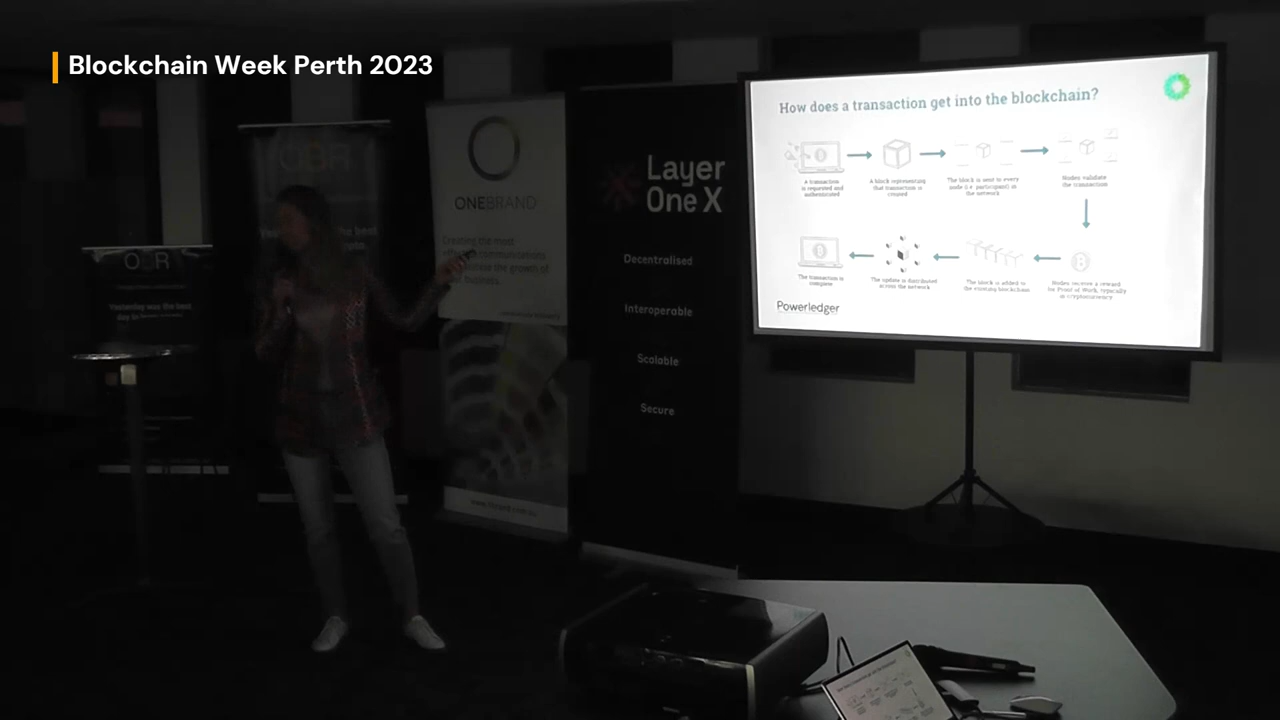 Blockchain Week Perth 2023
OBR
Yesterday was the best
ONEBRAND
Creating the most
Layer
One X
Decentralised
Interoperable
Scalable
Secure
How does a transaction get into the blockchain?
A transaction
is requested and
authenticated
A block representing
that transaction is
created
The block is sent to every
node (i.e. participant) in
the network
Nodes validate
the transaction
The transaction is
complete
The update is distributed
across the network
The block is added to
the existing blockchain
Nodes receive a reward
for Proof of Work, typically
in cryptocurrency
Powerledger